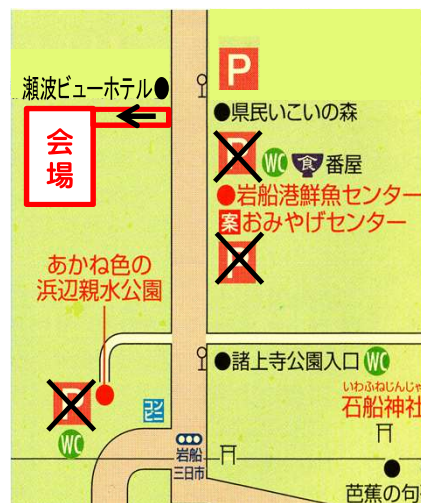 P
瀬波ビューホテル
会場
県民いこいの森
P
WC
食
番屋
岩船港鮮魚センター
案
おみやげセンター
P
あかね色の
浜辺親水公園
諸上寺公園入口
WC
いわふねじんじゃ
石船神社
P
WC
コンビニ
岩船
三日市
芭蕉の句